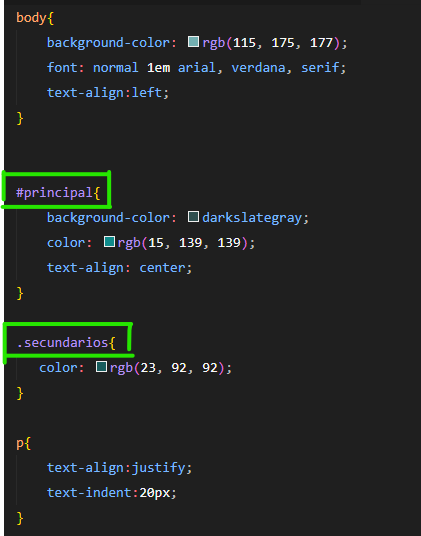 body{
background-color: rgb(115, 175, 177);
font: normal 1em arial, verdana, serif;
text-align:left;
}
#principal{
background-color: darkslategray;
color: rgb(15, 139, 139);
text-align: center;
}
.secundarios{
color: rgb(23, 92, 92);
}
p{
text-align:justify;
text-indent:20px;
}